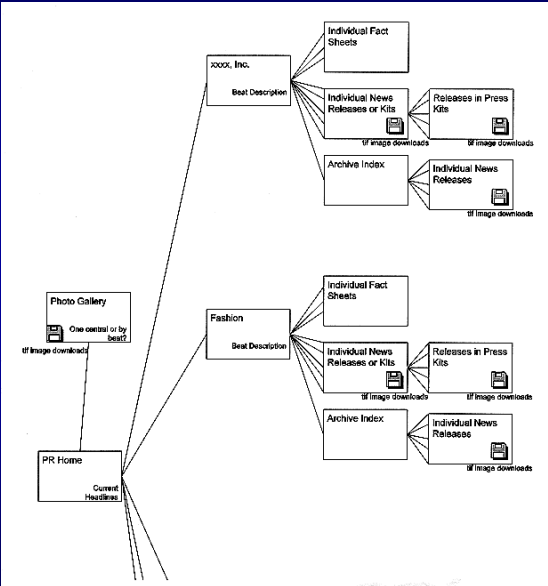 Individual Fact
Sheets
xxxx, Inc.
Beat Description
Individual News
Releases or Kits
tif image downloads
Releases in Press
Kits
tif image downloads
Archive Index
Individual News
Releases
tif image downloads
Photo Gallery
One central or by
beat?
tif image downloads
Individual Fact
Sheets
Fashion
Beat Description
Individual News
Releases or Kits
tif image downloads
Releases in Press
Kits
tif image downloads
Archive Index
Individual News
Releases
tif image downloads
PR Home
Current
Headlines